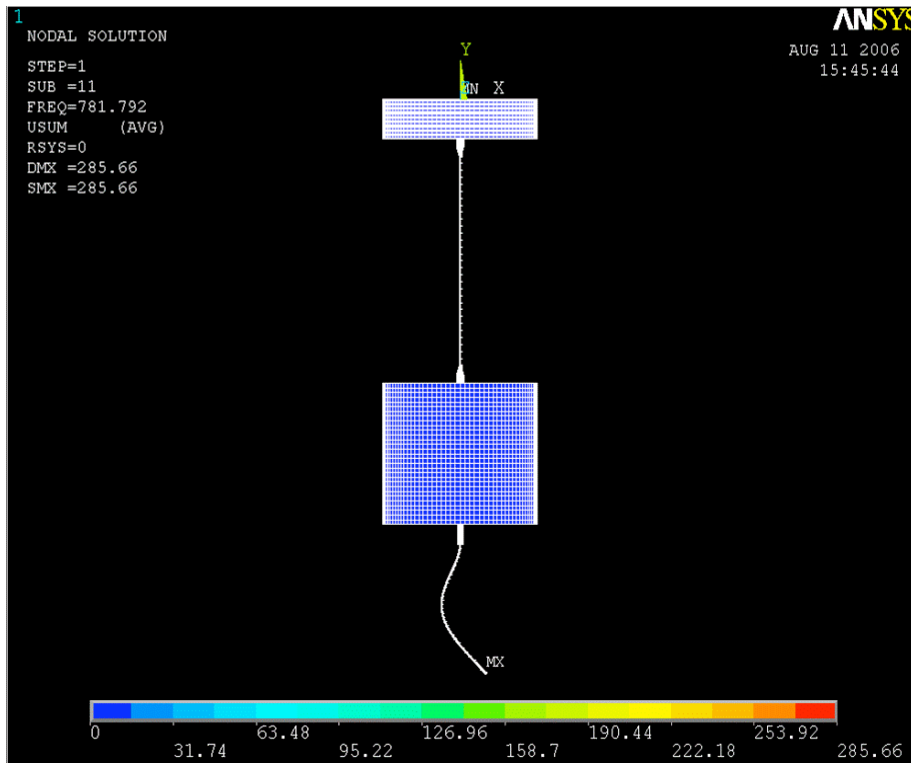 1
ANSYS
NODAL SOLUTION
AUG 11 2006
15:45:44
STEP=1
SUB =11
FREQ=781.792
USUM (AVG)
RSYS=0
DMX =285.66
SMX =285.66
Y
MN X
MX
0
31.74
63.48
95.22
126.96
158.7
190.44
222.18
253.92
285.66